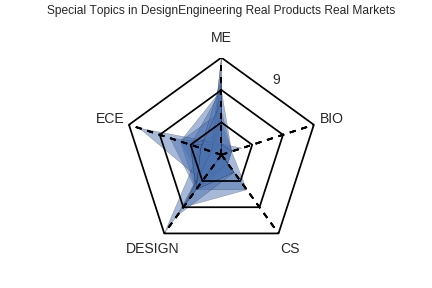 Special Topics in DesignEngineering Real Products Real Markets
ME
9
ECE
BIO
DESIGN
CS